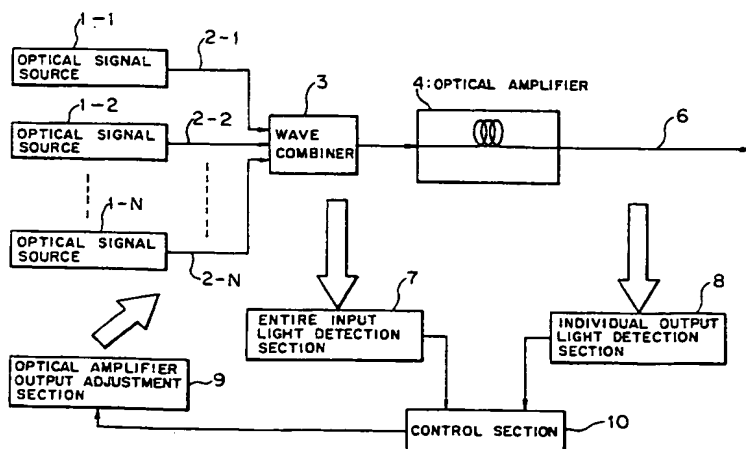 1-1
OPTICAL SIGNAL
SOURCE
2-1
1-2
OPTICAL SIGNAL
SOURCE
2-2
1-N
OPTICAL SIGNAL
SOURCE
2-N
3
WAVE
COMBINER
4:OPTICAL AMPLIFIER
6
7
ENTIRE INPUT
LIGHT DETECTION
SECTION
8
INDIVIDUAL OUTPUT
LIGHT DETECTION
SECTION
OPTICAL AMPLIFIER
OUTPUT ADJUSTMENT
SECTION
9
CONTROL SECTION
10